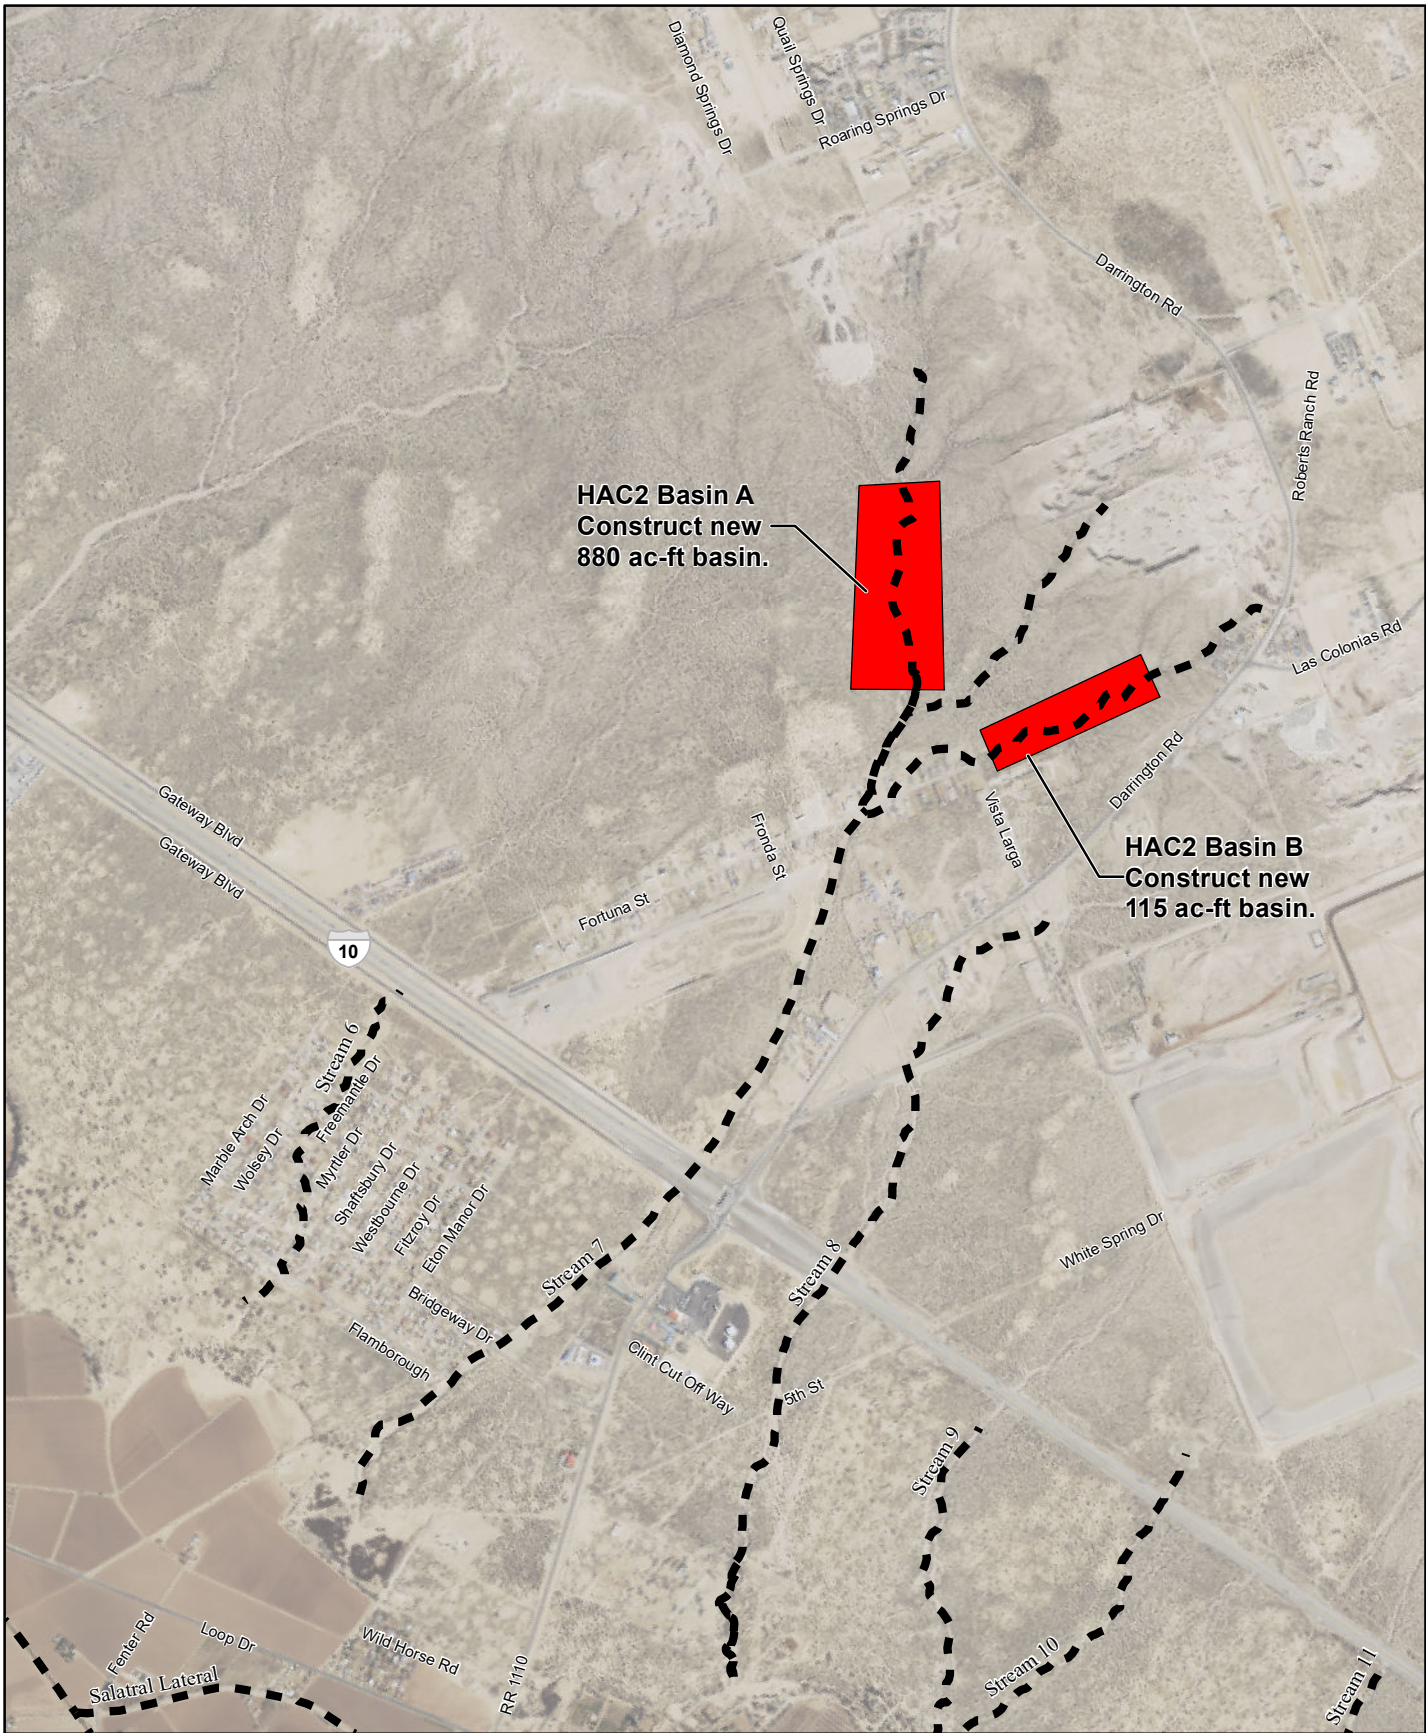 Diamond Springs Dr
Quail Springs Dr
Roaring Springs Dr
Darrington Rd
Roberts Ranch Rd
HAC2 Basin A
Construct new
880 ac-ft basin.
Las Colonias Rd
Darrington Rd
Vista Larga
Gateway Blvd
Gateway Blvd
Fronda St
HAC2 Basin B
Construct new
115 ac-ft basin.
Fortuna St
10
Stream 6
Freemantle Dr
Marble Arch Dr
Wolsey Dr
Myrtler Dr
Shaftsbury Dr
Westbourne Dr
Fitzroy Dr
Eton Manor Dr
White Spring Dr
Stream 7
Stream 8
Bridgeway Dr
Flamborough
Clint Cut Off Way
5th St
Stream 9
Fenter Rd
Loop Dr
Wild Horse Rd
Salatral Lateral
RR 1110
Stream 10
Stream 11